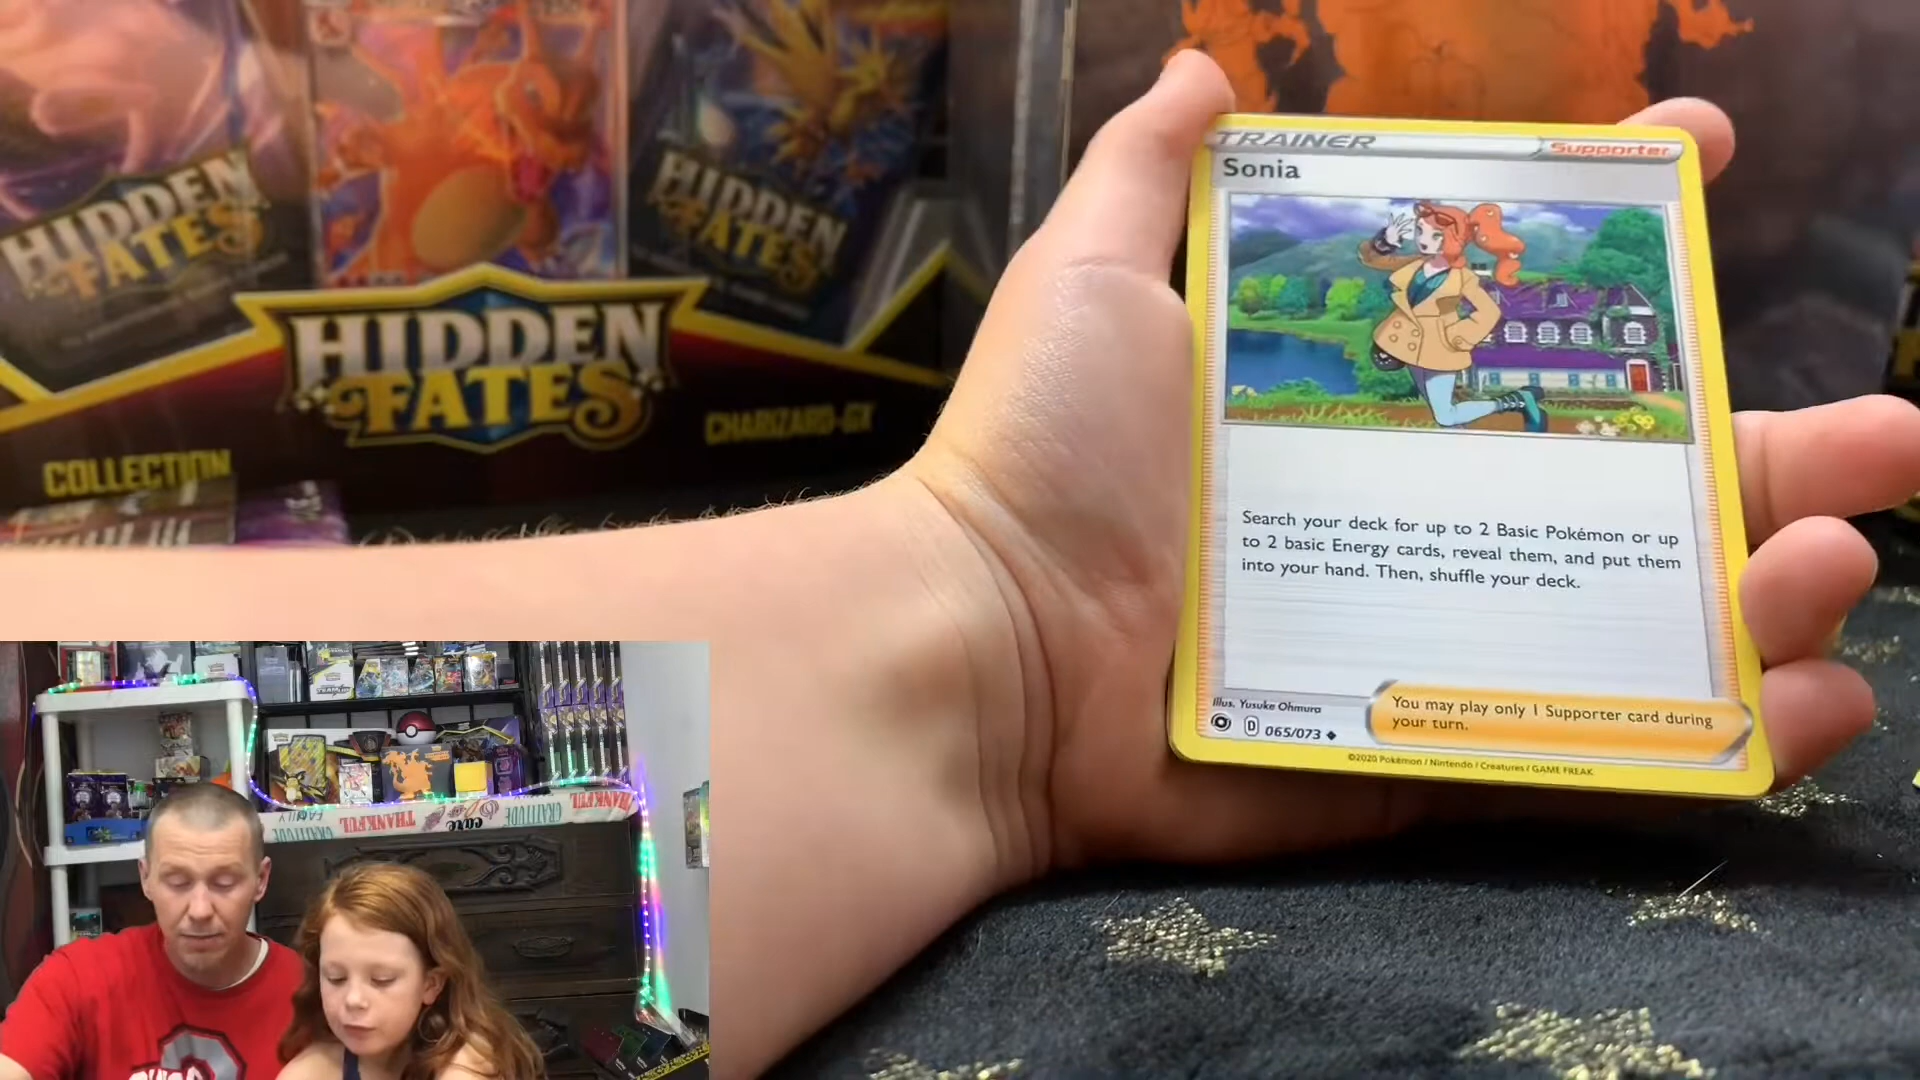 HIDDEN
FATES
HIDDEN
FATES
HIDDEN
FATES
CHARIZARD-GX
COLLECTION
TRAINER
Supporter
Sonia
Search your deck for up to 2 Basic Pokémon or up
to 2 basic Energy cards, reveal them, and put them
into your hand. Then, shuffle your deck.
Illus. Yusuke Ohmura
D 065/073
You may play only 1 Supporter card during
your turn.
©2020 Pokémon / Nintendo / Creatures / GAME FREAK
FAMILY
GRATITUDE
THANKFUL
care
GRATITUDE
THANKFUL